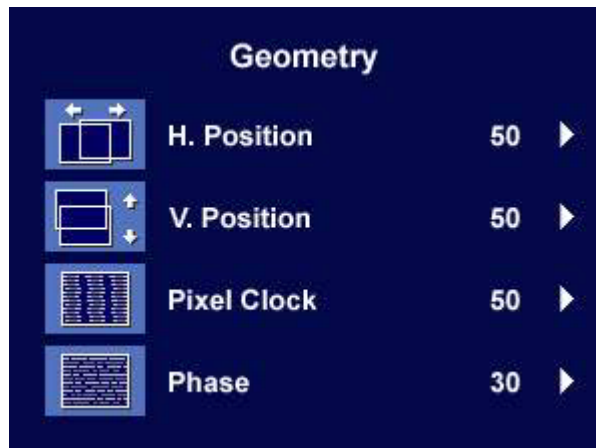 Geometry
H. Position 50
V. Position 50
Pixel Clock 50
Phase 30